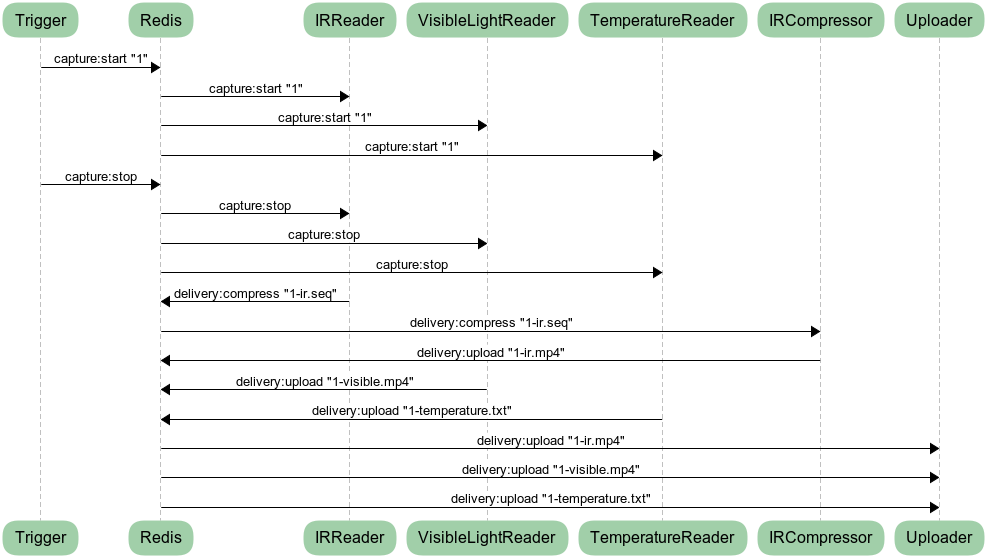 Trigger Redis IRReader VisibleLightReader TemperatureReader IRCompressor Uploader
capture:start "1"
capture:start "1"
capture:start "1"
capture:start "1"
capture:stop
capture:stop
capture:stop
capture:stop
delivery:compress "1-ir.seq"
delivery:compress "1-ir.seq"
delivery:upload "1-ir.mp4"
delivery:upload "1-visible.mp4"
delivery:upload "1-temperature.txt"
delivery:upload "1-ir.mp4"
delivery:upload "1-visible.mp4"
delivery:upload "1-temperature.txt"
Trigger Redis IRReader VisibleLightReader TemperatureReader IRCompressor Uploader